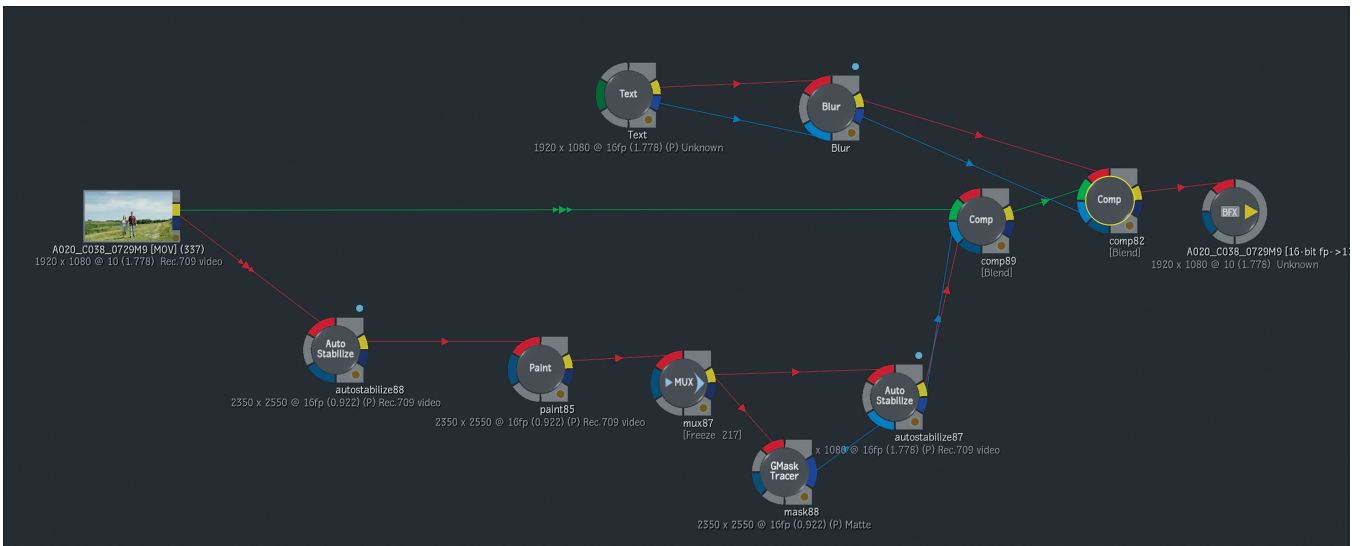 Text
Text
1920 x 1080 @ 16fp (1.778) (P) Unknown
Blur
Blur
A020_C038_0729M9 [MOV] (337)
1920 x 1080 @ 10 (1.778) Rec.709 video
Comp
comp89
[Blend]
Comp
comp82
[Blend]
BFX
A020_C038_0729M9 [16-bit fp->1
1920 x 1080 @ 10 (1.778) Unknown
Auto
Stabilize
autostabilize88
2350 x 2550 @ 16fp (0.922) (P) Rec.709 video
Paint
paint85
2350 x 2550 @ 16fp (0.922) (P) Rec.709 video
MUX
mux87
[Freeze 217]
Auto
Stabilize
autostabilize87
x 1080 @ 16fp (1.778) (P) Rec.709 video
GMask
Tracer
mask88
2350 x 2550 @ 16fp (0.922) (P) Matte